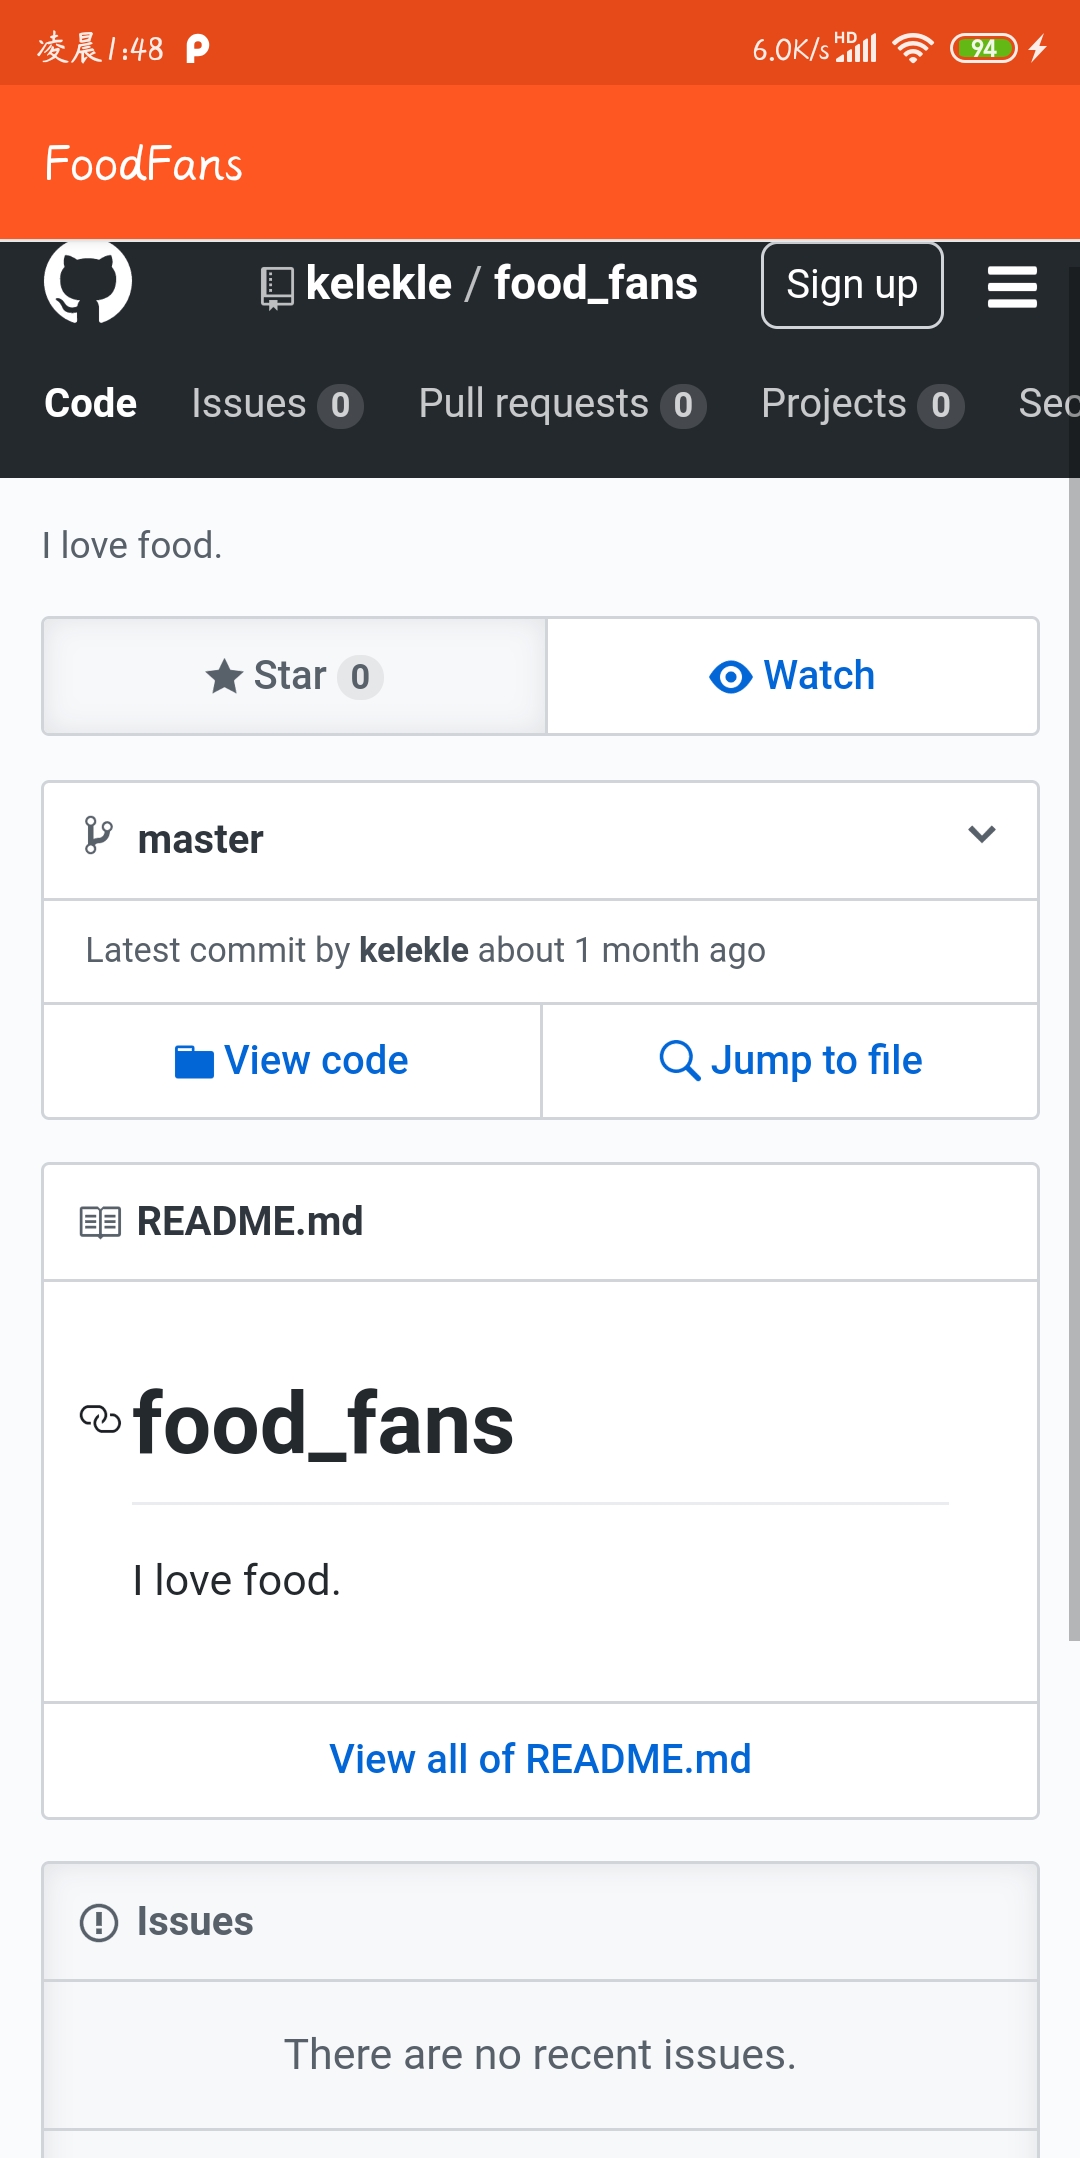 凌晨1:48 6.0K/s HD 94
FoodFans
kelekle / food_fans Sign up
Code Issues 0 Pull requests 0 Projects 0 Sec
I love food.
Star 0 Watch
master
Latest commit by kelekle about 1 month ago
View code Jump to file
README.md
food_fans
I love food.
View all of README.md
Issues
There are no recent issues.